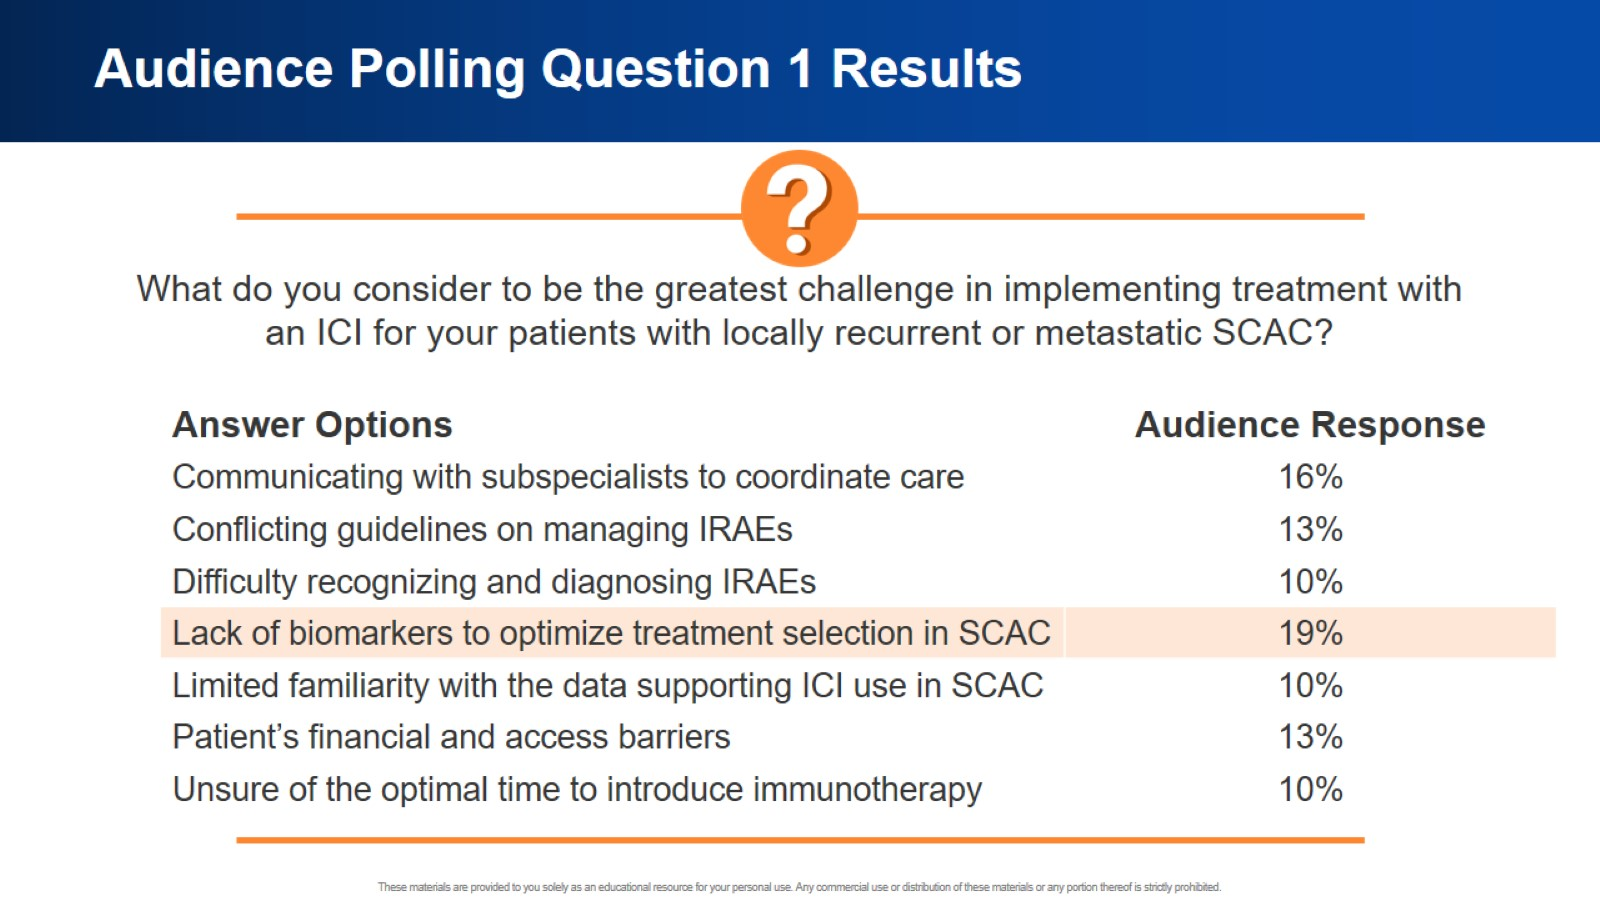 Audience Polling Question 1 Results
?
What do you consider to be the greatest challenge in implementing treatment with
an ICI for your patients with locally recurrent or metastatic SCAC?
Answer Options Audience Response
Communicating with subspecialists to coordinate care 16%
Conflicting guidelines on managing IRAEs 13%
Difficulty recognizing and diagnosing IRAEs 10%
Lack of biomarkers to optimize treatment selection in SCAC 19%
Limited familiarity with the data supporting ICI use in SCAC 10%
Patient’s financial and access barriers 13%
Unsure of the optimal time to introduce immunotherapy 10%
These materials are provided to you solely as an educational resource for your personal use. Any commercial use or distribution of these materials or any portion thereof is strictly prohibited.